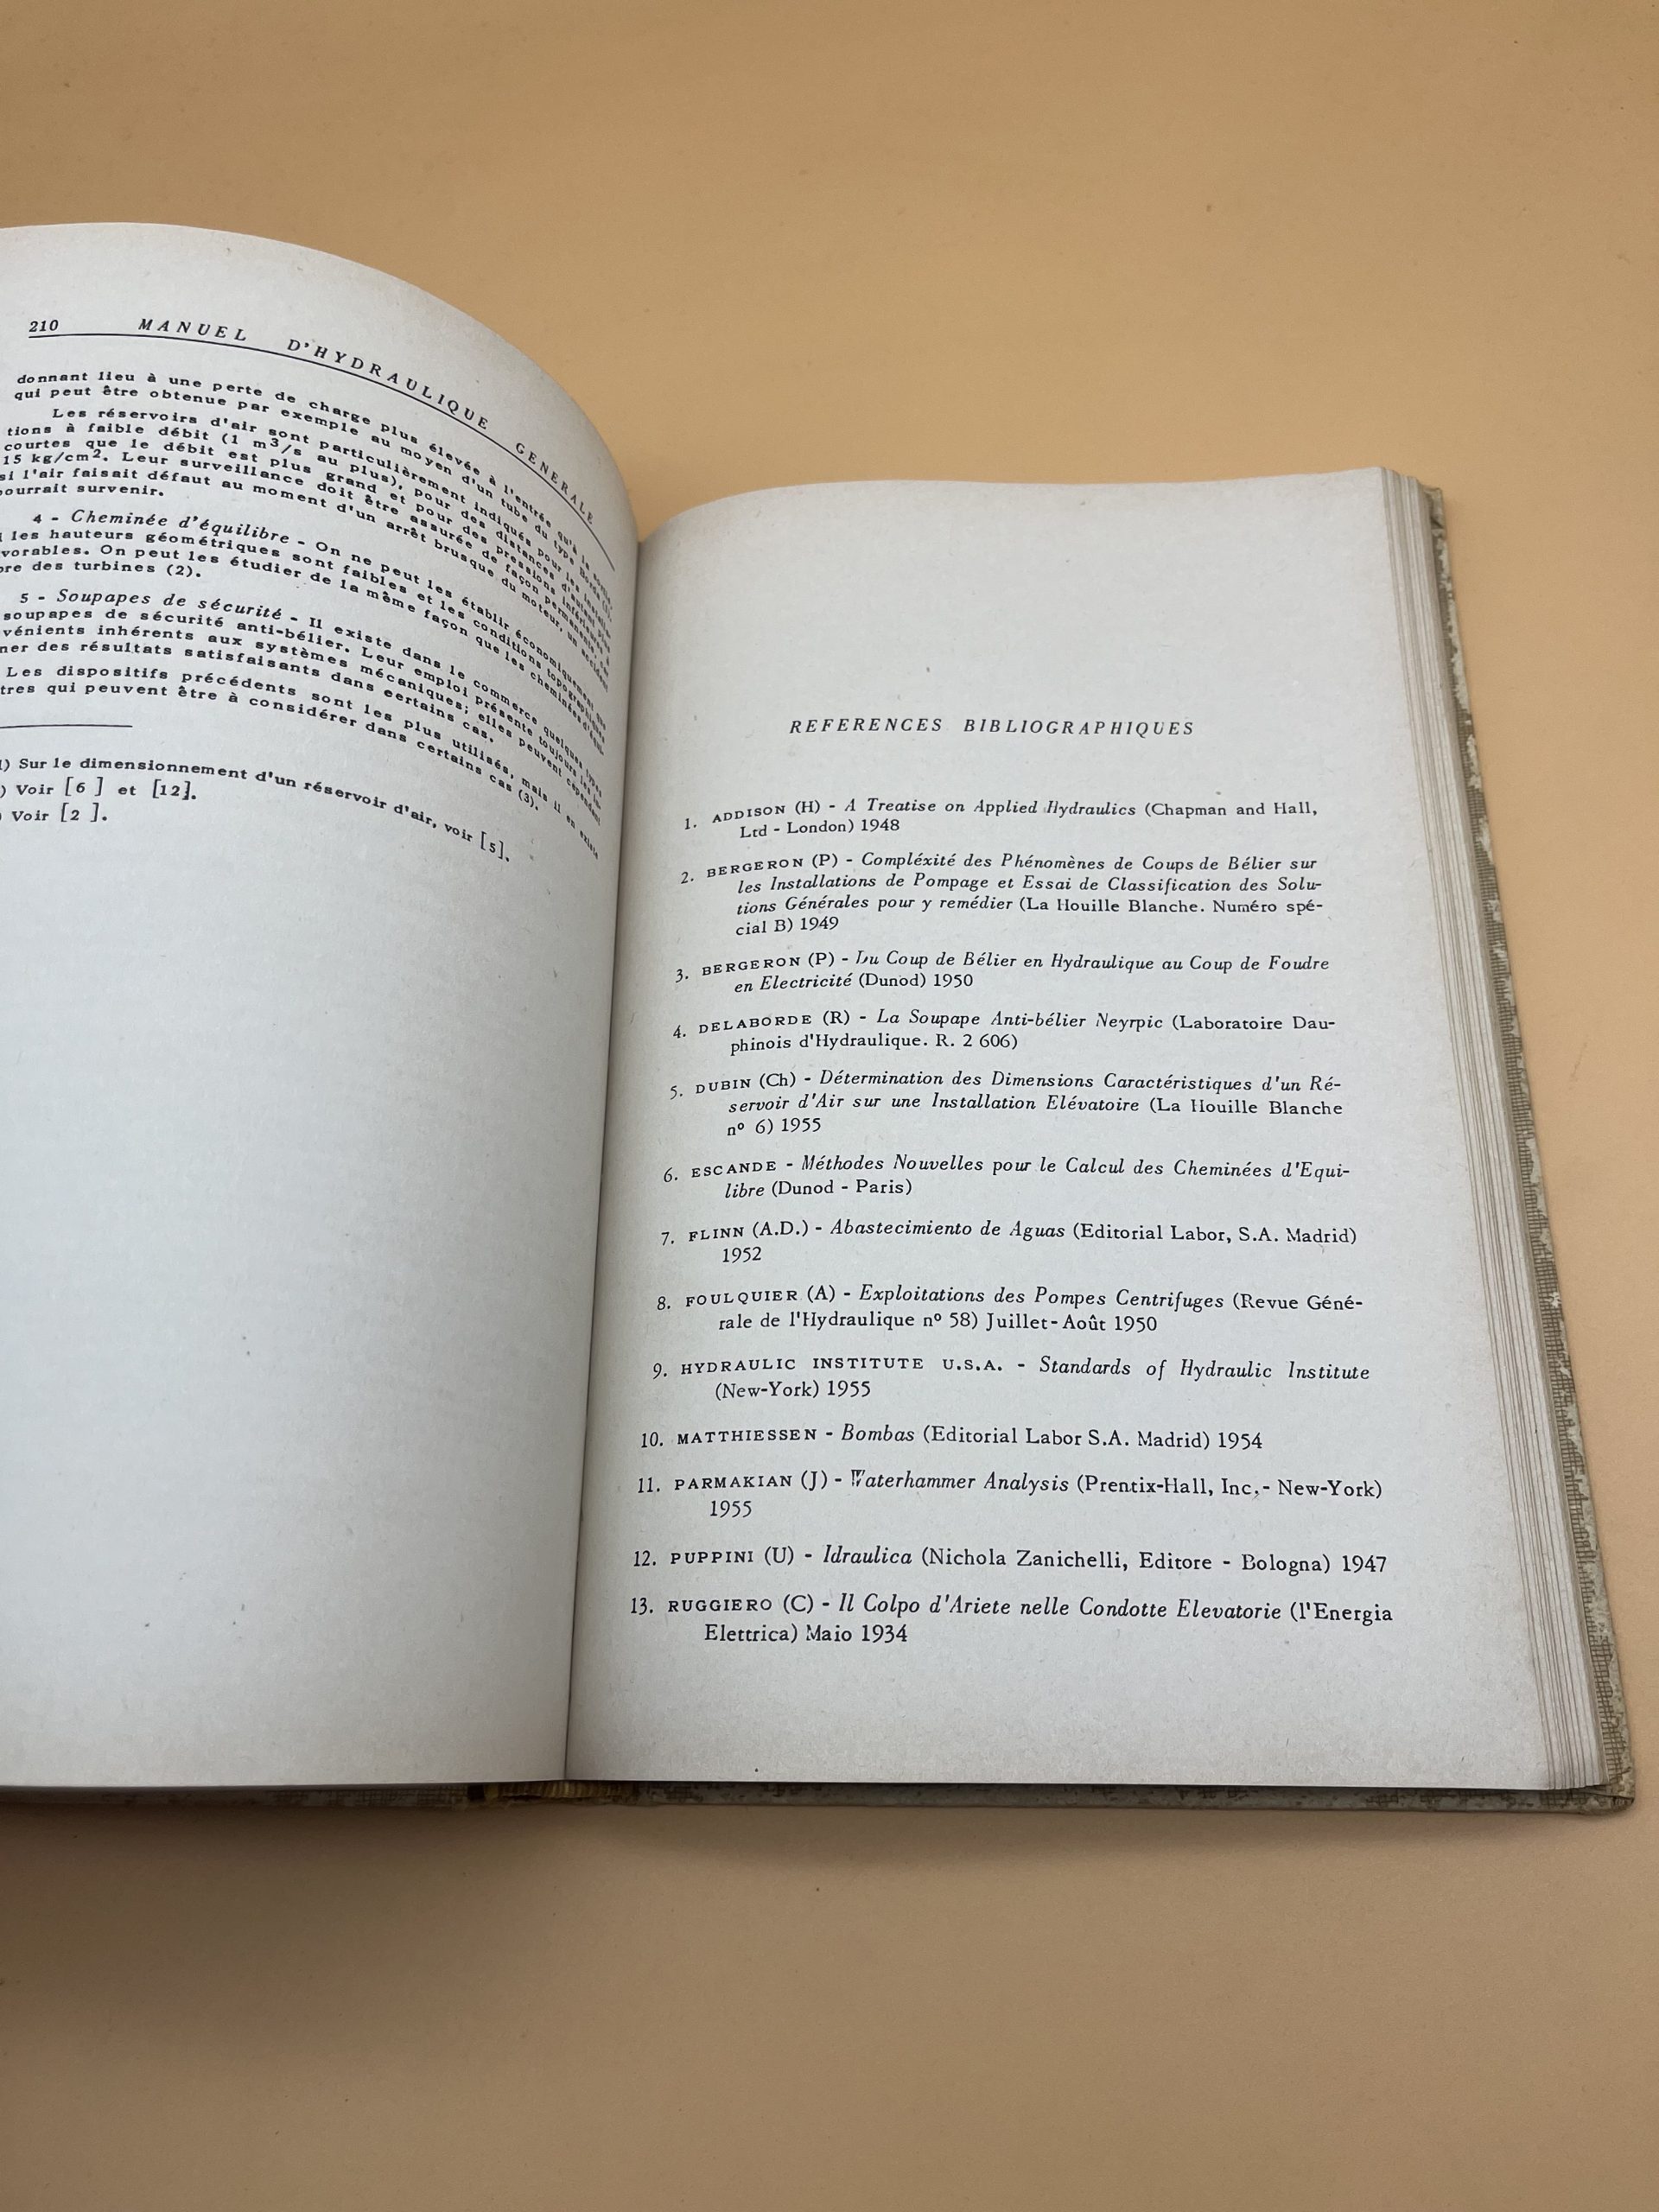 210 MANUEL D'HYDRAULIQUE GENERALE
donnant lieu à une perte de charge plus élevée à l'entrée qu'à la sortie,
qui peut être obtenue par exemple au moyen d'un tube du type Borda (1).
Les réservoirs d'air sont particulièrement indiqués pour les installa-
tions à faible débit (1 m3/s au plus), pour des distances d'autant plus
courtes que le débit est plus grand et pour des pressions inférieures à
15 kg/cm2. Leur surveillance doit être assurée de façon permanente, car
si l'air faisait défaut au moment d'un arrêt brusque du moteur, un accident
pourrait survenir.
4 - Cheminée d'équilibre - On ne peut les établir économiquement que
les hauteurs géométriques sont faibles et les conditions topographiques
vorables. On peut les étudier de la même façon que les cheminées d'équi-
bre des turbines (2).
5 - Soupapes de sécurité - Il existe dans le commerce quelques types
soupapes de sécurité anti-bélier. Leur emploi présente toujours les in-
vénients inhérents aux systèmes mécaniques; elles peuvent cependant
ner des résultats satisfaisants dans certains cas.
Les dispositifs précédents sont les plus utilisés, mais il en existe
tres qui peuvent être à considérer dans certains cas (3).
) Sur le dimensionnement d'un réservoir d'air, voir [5].
) Voir [6 ] et [12].
Voir [2 ].
REFERENCES BIBLIOGRAPHIQUES
1. ADDISON (H) - A Treatise on Applied Hydraulics (Chapman and Hall,
Ltd - London) 1948
2. BERGERON (P) - Compléxité des Phénomènes de Coups de Bélier sur
les Installations de Pompage et Essai de Classification des Solu-
tions Générales pour y remédier (La Houille Blanche. Numéro spé-
cial B) 1949
3. BERGERON (P) - Du Coup de Bélier en Hydraulique au Coup de Foudre
en Electricité (Dunod) 1950
4. DELABORDE (R) - La Soupape Anti-bélier Neyrpic (Laboratoire Dau-
phinois d'Hydraulique. R. 2 606)
5. DUBIN (Ch) - Détermination des Dimensions Caractéristiques d'un Ré-
servoir d'Air sur une Installation Elévatoire (La Houille Blanche
nº 6) 1955
6. ESCANDE - Méthodes Nouvelles pour le Calcul des Cheminées d'Equi-
libre (Dunod - Paris)
7. FLINN (A.D.) - Abastecimiento de Aguas (Editorial Labor, S.A. Madrid)
1952
8. FOULQUIER (A) - Exploitations des Pompes Centrifuges (Revue Géné-
rale de l'Hydraulique nº 58) Juillet-Août 1950
9. HYDRAULIC INSTITUTE U.S.A. - Standards of Hydraulic Institute
(New-York) 1955
10. MATTHIESSEN - Bombas (Editorial Labor S.A. Madrid) 1954
11. PARMAKIAN (J) - Waterhammer Analysis (Prentix-Hall, Inc.- New-York)
1955
12. PUPPINI (U) - Idraulica (Nichola Zanichelli, Editore - Bologna) 1947
13. RUGGIERO (C) - Il Colpo d'Ariete nelle Condotte Elevatorie (l'Energia
Elettrica) Maio 1934